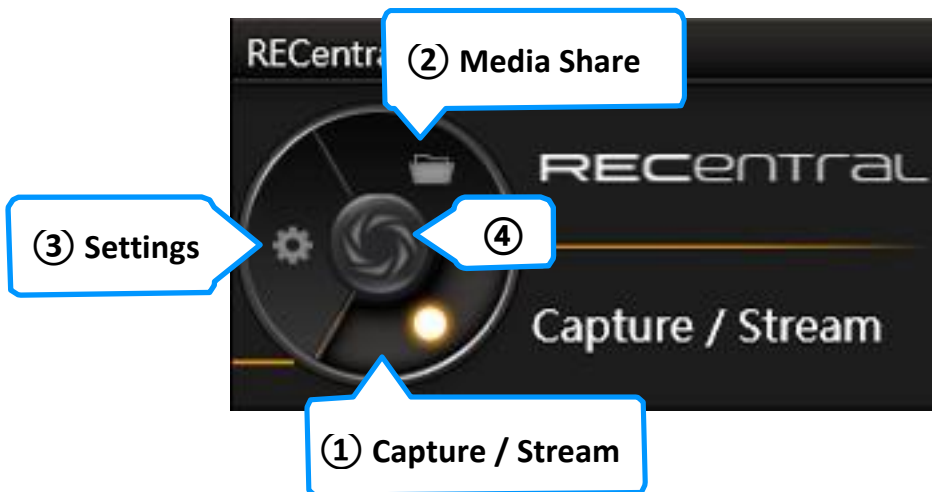 RECentra
② Media Share
RECentral
③ Settings
④
Capture / Stream
① Capture / Stream